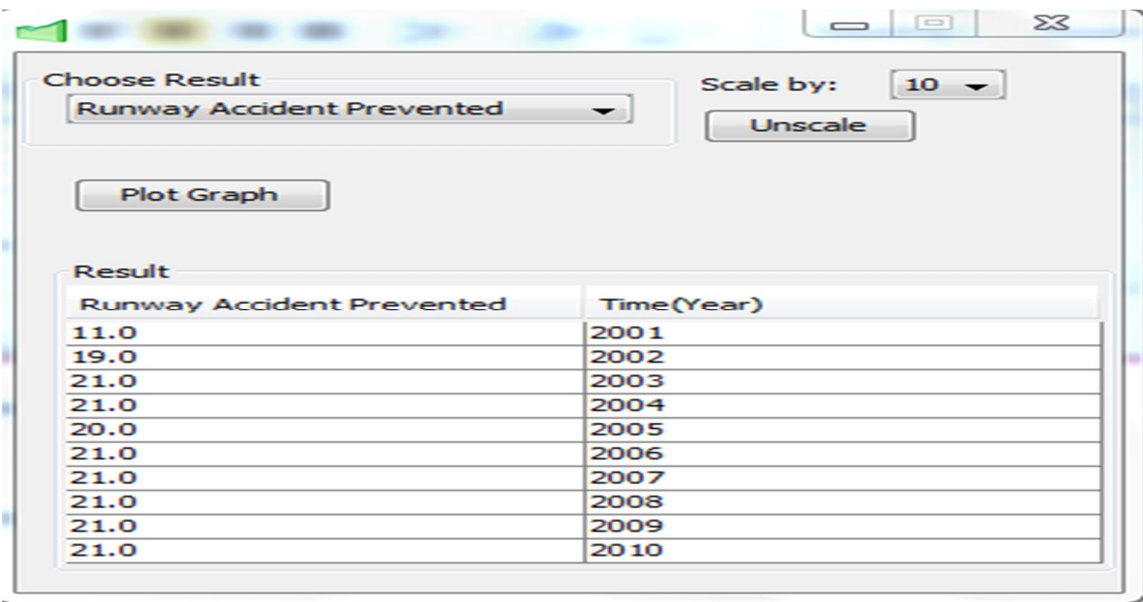 Choose Result
Runway Accident Prevented
Scale by: 10
Unscale
Plot Graph
Result
Runway Accident Prevented Time(Year)
11.0 2001
19.0 2002
21.0 2003
21.0 2004
20.0 2005
21.0 2006
21.0 2007
21.0 2008
21.0 2009
21.0 2010